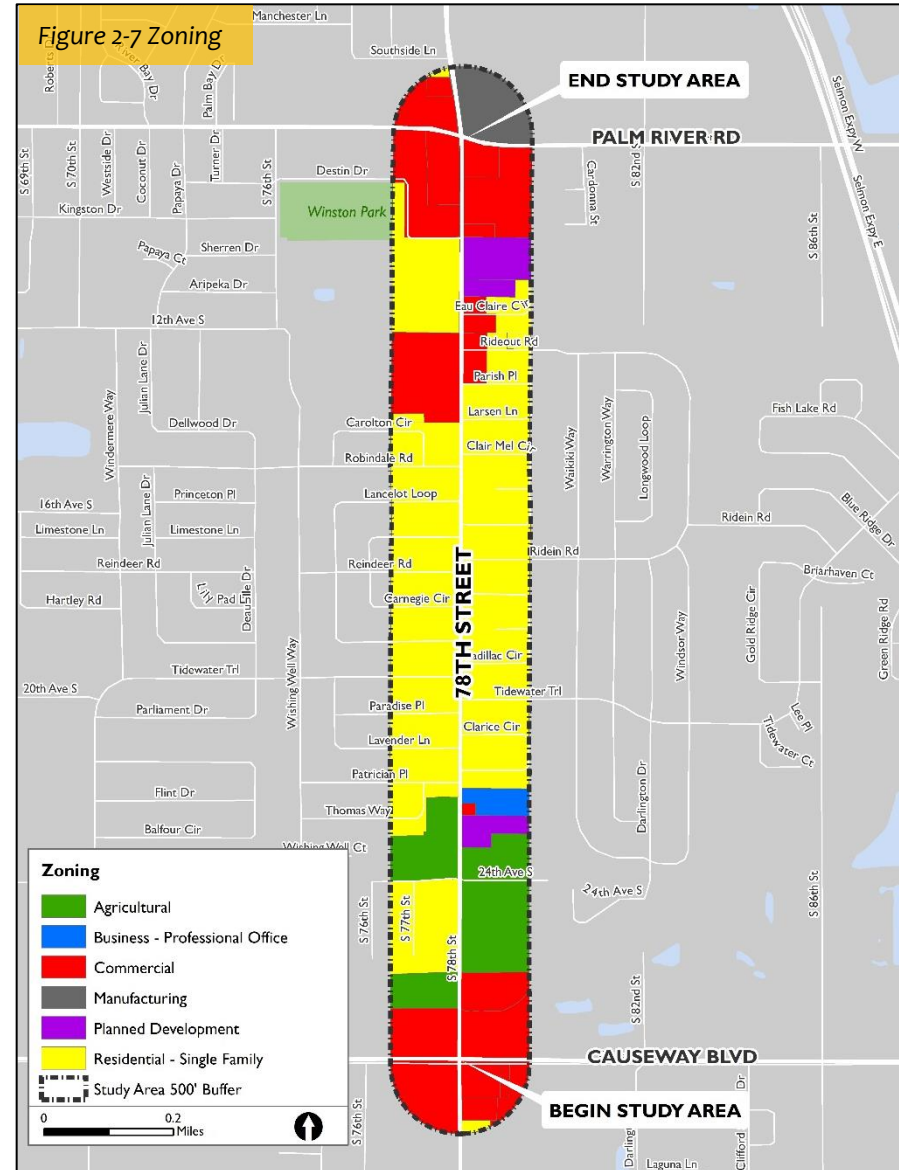 Figure 2-7 Zoning
Manchester Ln
Southside Ln
River Bay Dr
Palm Bay Dr
END STUDY AREA
PALM RIVER RD
Selmon Expy W
Selmon Expy E
S 69th St
S 70th St
Westside Dr
Coconut Dr
Papaya Dr
Turner Dr
S 76th St
Destin Dr
Cardonna St
S 82nd St
S 86th St
Kingston Dr
Winston Park
Papaya Ct
Sherren Dr
Aripeka Dr
12th Ave S
Eau Claire Cir
Rideout Rd
Parish Pl
Julian Lane Dr
Windermere Way
Dellwood Dr
Carolton Cir
Larsen Ln
Robindale Rd
Clair Mel Cir
Waikiki Way
Warrington Way
Longwood Loop
Fish Lake Rd
Princeton Pl
Lancelot Loop
16th Ave S
Limestone Ln
Julian Lane Dr
Limestone Ln
Ridein Rd
Ridein Rd
Blue Ridge Dr
Reindeer Rd
Reindeer Rd
Briarhaven Ct
Hartley Rd
Lily Pad Ln
Deauville Dr
Carnegie Cir
78TH STREET
Gold Ridge Cir
Green Ridge Rd
Windsor Way
Wishing Well Way
Tidewater Trl
adillac Cir
20th Ave S
Tidewater Trl
Parliament Dr
Paradise Pl
Clarice Cir
Lee Pl
Tidewater Ct
Lavender Ln
Patrician Pl
Flint Dr
Thomas Way
Darlington Dr
Balfour Cir
Wishing Well Ct
24th Ave S
24th Ave S
S 76th St
S 77th St
S 78th St
S 82nd St
S 86th St
Zoning
Agricultural
Business - Professional Office
Commercial
Manufacturing
Planned Development
Residential - Single Family
Study Area 500' Buffer
0 0.2
Miles
CAUSEWAY BLVD
BEGIN STUDY AREA
S 76th St
Laguna Ln